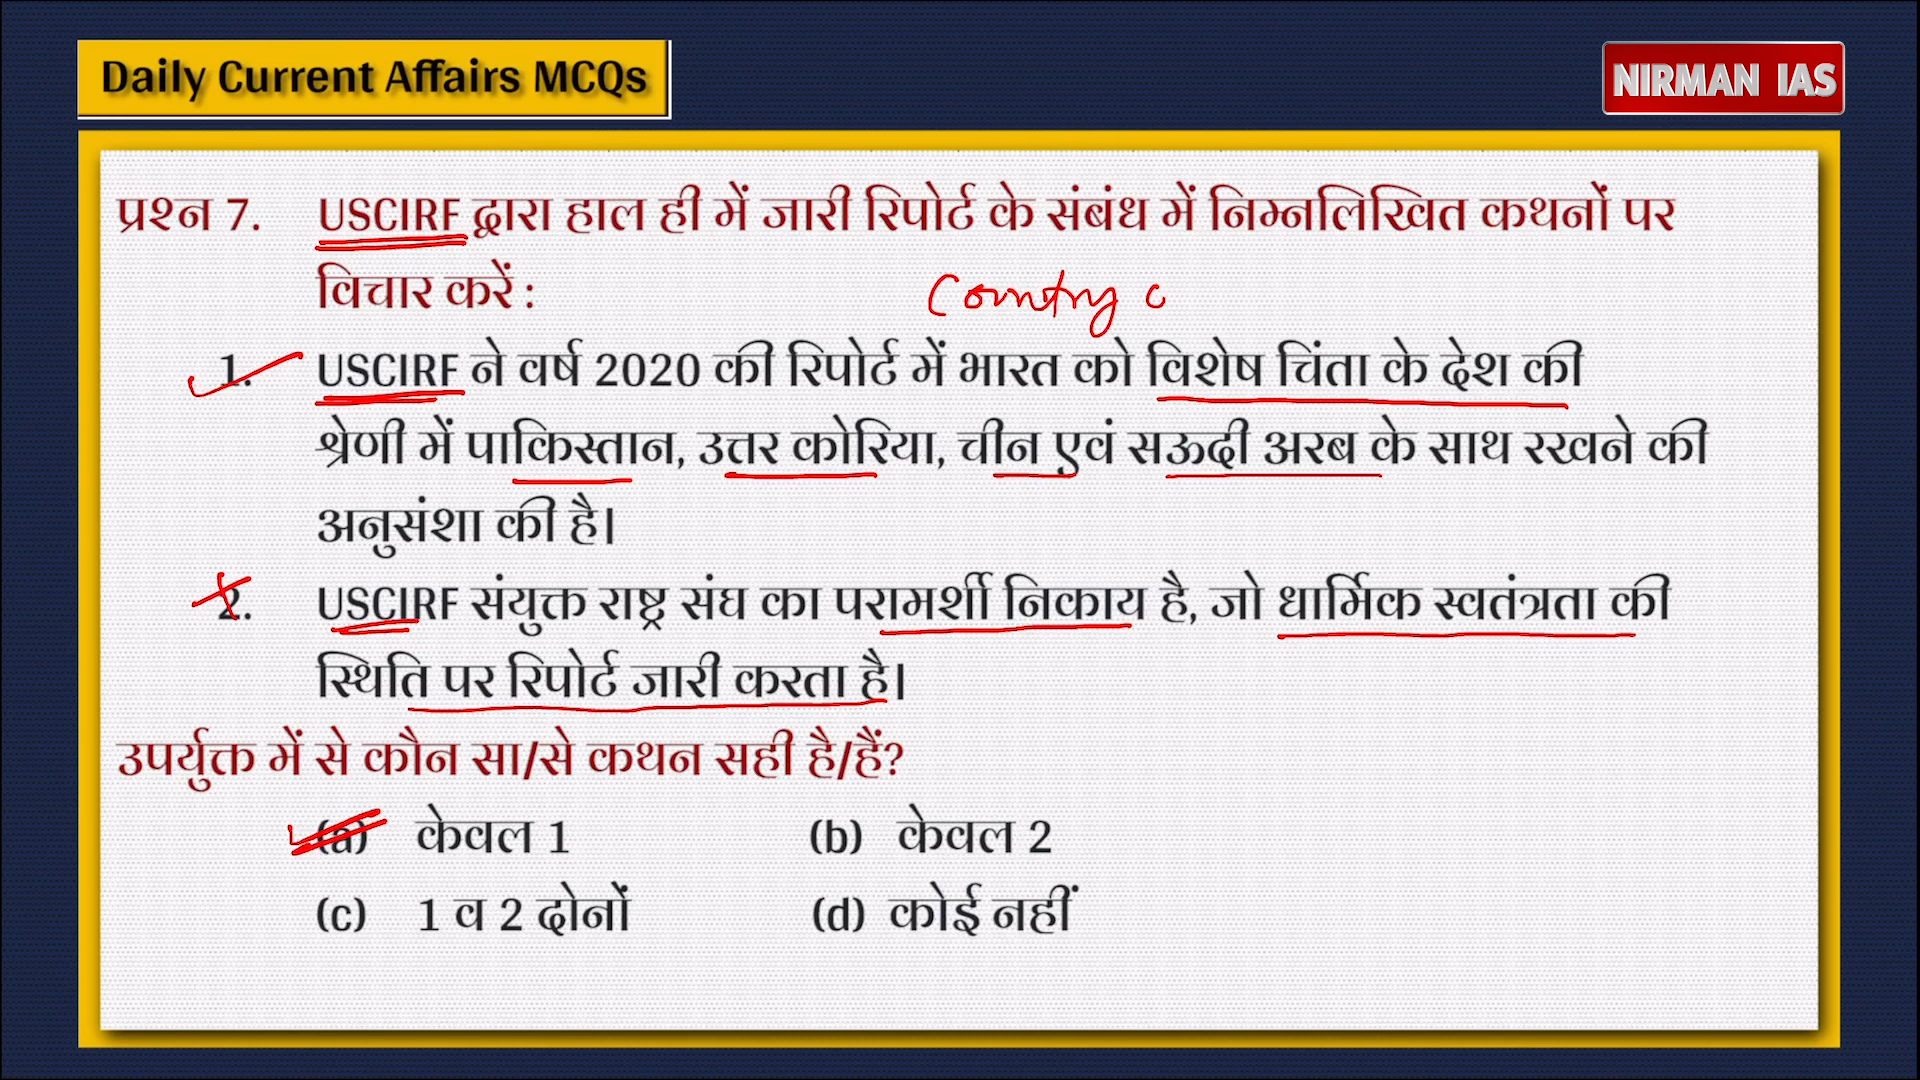 Daily Current Affairs MCQs
NIRMAN IAS
प्रश्न 7. USCIRF द्वारा हाल ही में जारी रिपोर्ट के संबंध में निम्नलिखित कथनों पर
विचार करें :
Country c
1. USCIRF ने वर्ष 2020 की रिपोर्ट में भारत को विशेष चिंता के देश की
श्रेणी में पाकिस्तान, उत्तर कोरिया, चीन एवं सऊदी अरब के साथ रखने की
अनुसंशा की है।
2. USCIRF संयुक्त राष्ट्र संघ का परामर्शी निकाय है, जो धार्मिक स्वतंत्रता की
स्थिति पर रिपोर्ट जारी करता है।
उपर्युक्त में से कौन सा/से कथन सही है/हैं?
(a) केवल 1 (b) केवल 2
(c) 1 व 2 दोनों (d) कोई नहीं